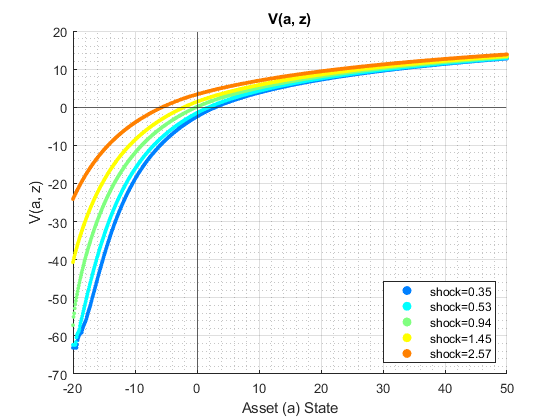 V(a, z)
20
10
0
-10
-20
-30
-40
-50
-60
-70
V(a, z)
-20 -10 0 10 20 30 40 50
Asset (a) State
shock=0.35
shock=0.53
shock=0.94
shock=1.45
shock=2.57